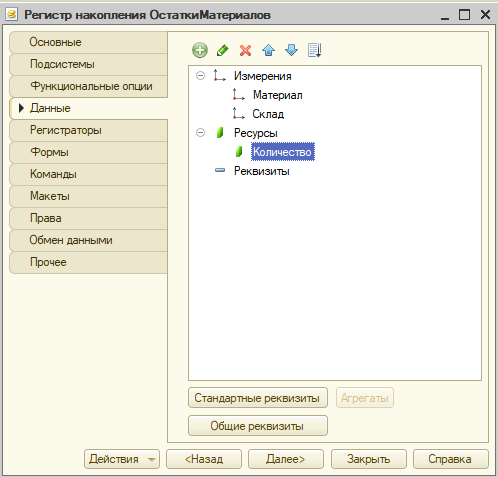 Регистр накопления ОстаткиМатериалов
Основные
Подсистемы
Функциональные опции
Данные
Регистраторы
Формы
Команды
Макеты
Права
Обмен данными
Прочее
Измерения
Материал
Склад
Ресурсы
Количество
Реквизиты
Стандартные реквизиты
Агрегаты
Общие реквизиты
Действия
<Назад
Далее>
Закрыть
Справка